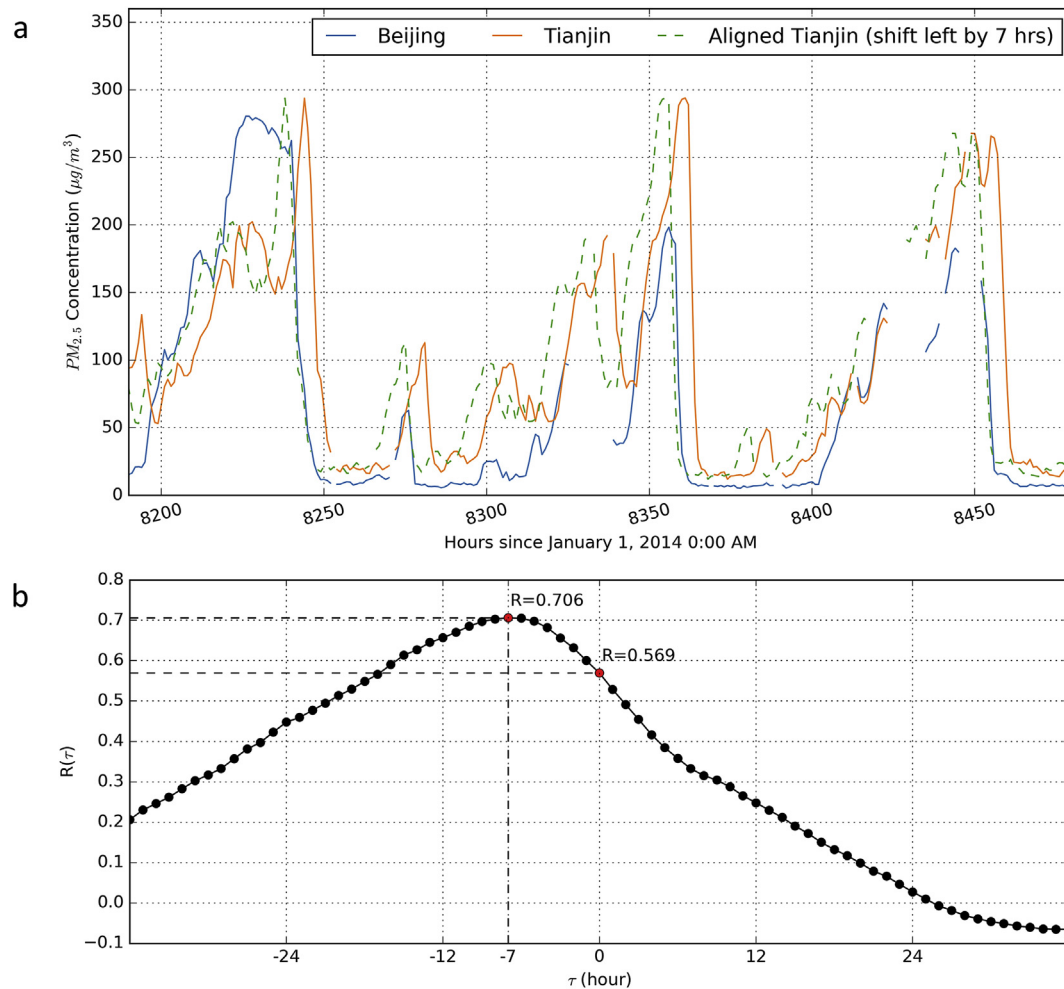 a
350
300
250
200
150
100
50
0
PM2.5 Concentration (μg/m³)
Beijing
Tianjin
Aligned Tianjin (shift left by 7 hrs)
8200
8250
8300
8350
8400
8450
Hours since January 1, 2014 0:00 AM
b
0.8
0.7
0.6
0.5
0.4
0.3
0.2
0.1
0.0
−0.1
R(τ)
R=0.706
R=0.569
-24
-12
-7
0
12
24
τ (hour)